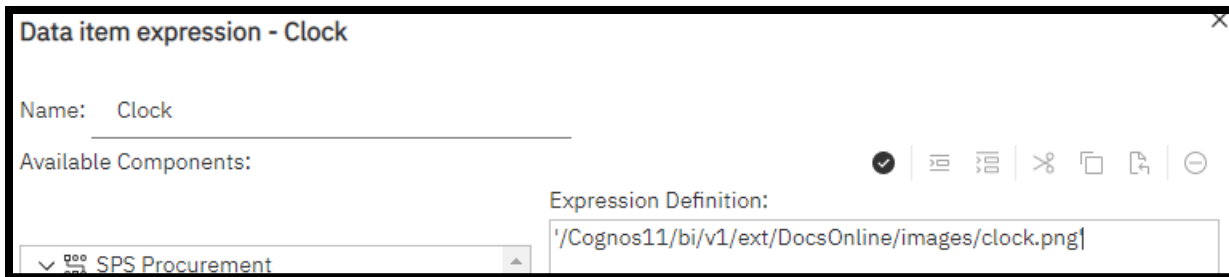 Data item expression - Clock
Name: Clock
Available Components:
Expression Definition:
'/Cognos11/bi/v1/ext/DocsOnline/images/clock.png'
SPS Procurement